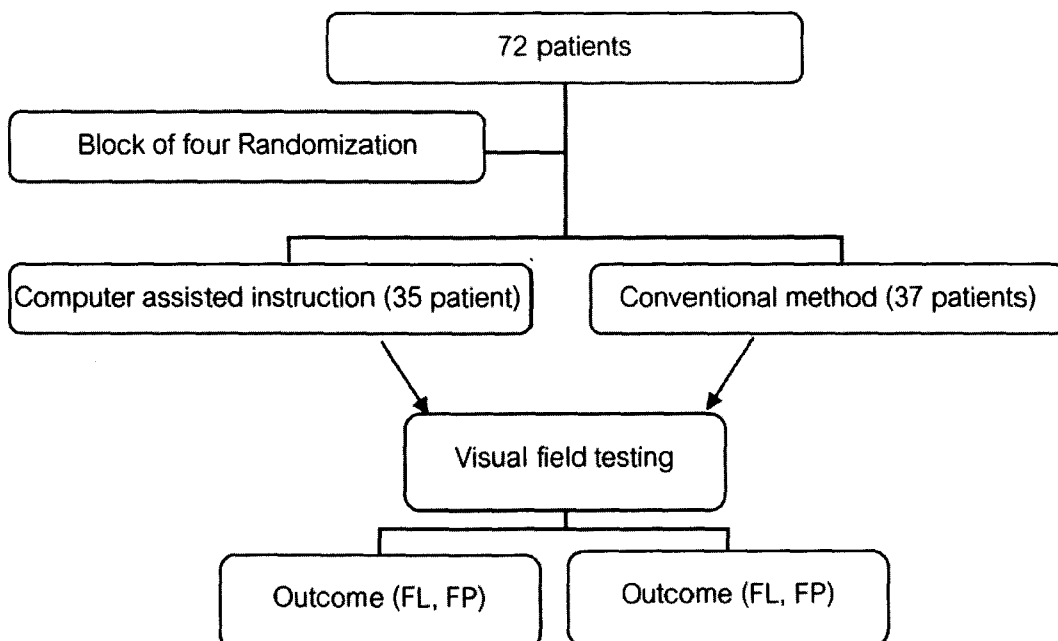 72 patients
Block of four Randomization
Computer assisted instruction (35 patient)
Conventional method (37 patients)
Visual field testing
Outcome (FL, FP)
Outcome (FL, FP)